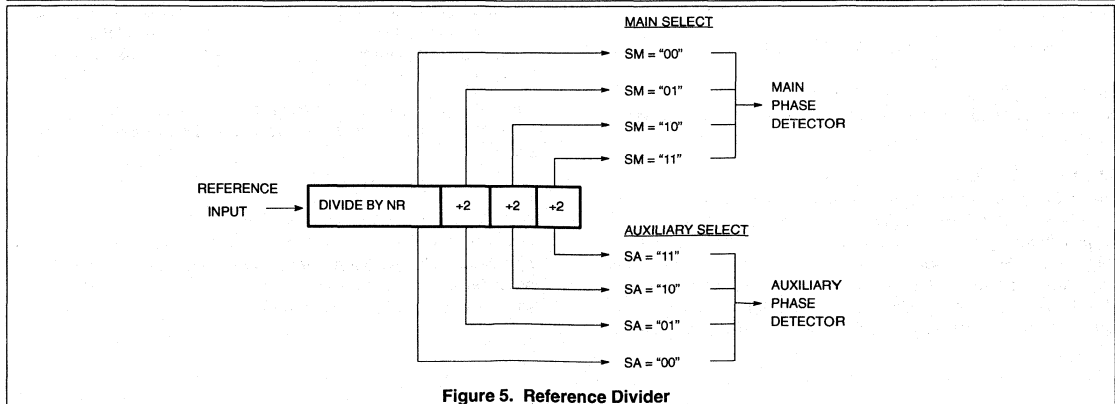 MAIN SELECT
SM = "00"
SM = "01"
SM = "10"
SM = "11"
MAIN
PHASE
DETECTOR
REFERENCE
INPUT
DIVIDE BY NR
÷2
÷2
÷2
AUXILIARY SELECT
SA = "11"
SA = "10"
SA = "01"
SA = "00"
AUXILIARY
PHASE
DETECTOR
Figure 5. Reference Divider